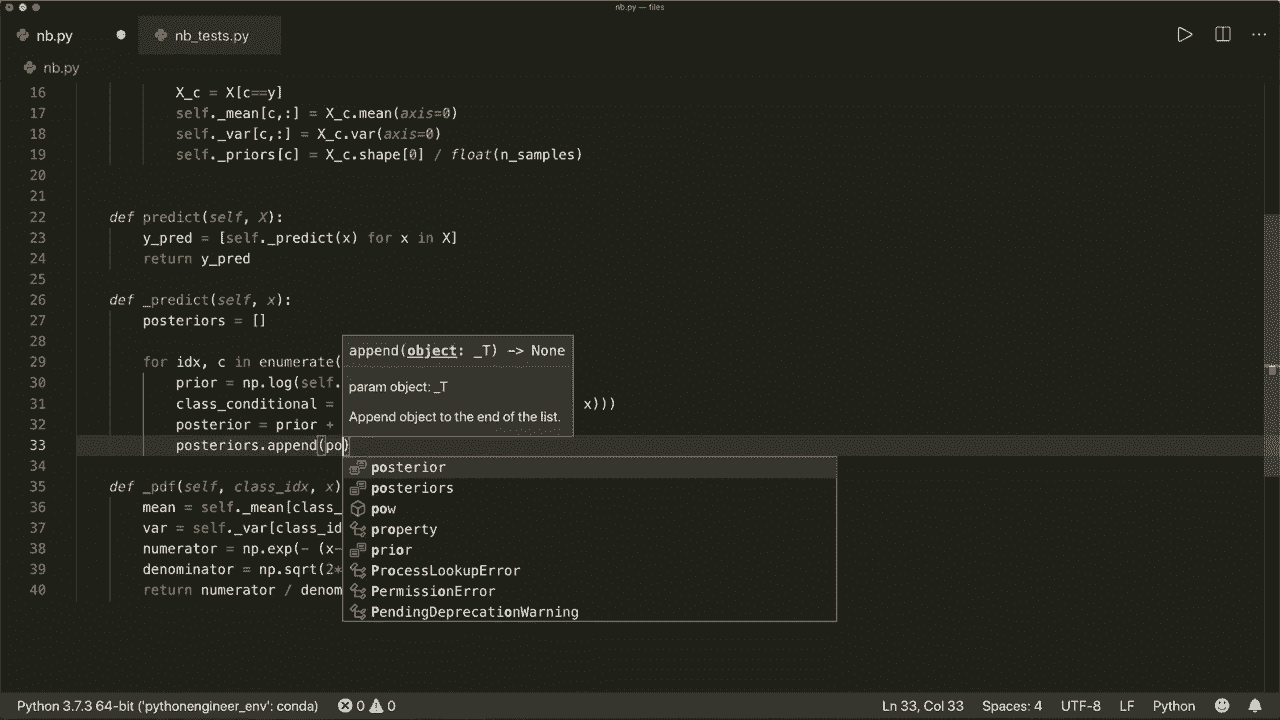 nb.py — files
nb.py
nb_tests.py
nb.py
16 X_c = X[c==y]
17 self._mean[c,:] = X_c.mean(axis=0)
18 self._var[c,:] = X_c.var(axis=0)
19 self._priors[c] = X_c.shape[0] / float(n_samples)
20
21
22 def predict(self, X):
23 y_pred = [self._predict(x) for x in X]
24 return y_pred
25
26 def _predict(self, x):
27 posteriors = []
28
append(object: _T) -> None
29 for idx, c in enumerate(
30 prior = np.log(self.
param object: _T
31 class_conditional = x)))
Append object to the end of the list.
32 posterior = prior +
33 posteriors.append(po)
34
posterior
35 def _pdf(self, class_idx, x)
posteriors
36 mean = self._mean[class_
pow
37 var = self._var[class_id
property
38 numerator = np.exp(- (x-
prior
39 denominator = np.sqrt(2*
ProcessLookupError
40 return numerator / denom
PermissionError
PendingDeprecationWarning
Python 3.7.3 64-bit ('pythonengineer_env': conda) 0 0 Ln 33, Col 33 Spaces: 4 UTF-8 LF Python